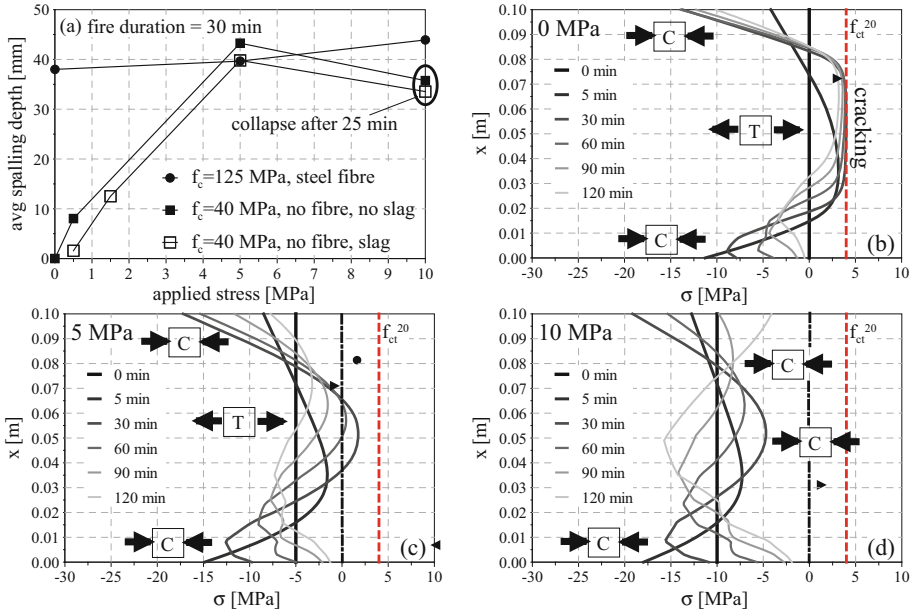 (a) fire duration = 30 min
avg spalling depth [mm]
50
40
30
20
10
0
collapse after 25 min
f_c=125 MPa, steel fibre
f_c=40 MPa, no fibre, no slag
f_c=40 MPa, no fibre, slag
0 1 2 3 4 5 6 7 8 9 10
applied stress [MPa]
0 MPa
f_ct^20
C
0 min
5 min
30 min
60 min
90 min
120 min
T
cracking
C
(b)
x [m]
0.10
0.09
0.08
0.07
0.06
0.05
0.04
0.03
0.02
0.01
0.00
-30 -25 -20 -15 -10 -5 0 5 10
σ [MPa]
5 MPa
f_ct^20
C
0 min
5 min
30 min
60 min
90 min
120 min
T
C
(c)
x [m]
0.10
0.09
0.08
0.07
0.06
0.05
0.04
0.03
0.02
0.01
0.00
-30 -25 -20 -15 -10 -5 0 5 10
σ [MPa]
10 MPa
f_ct^20
C
0 min
5 min
30 min
60 min
90 min
120 min
C
C
(d)
x [m]
0.10
0.09
0.08
0.07
0.06
0.05
0.04
0.03
0.02
0.01
0.00
-30 -25 -20 -15 -10 -5 0 5 10
σ [MPa]